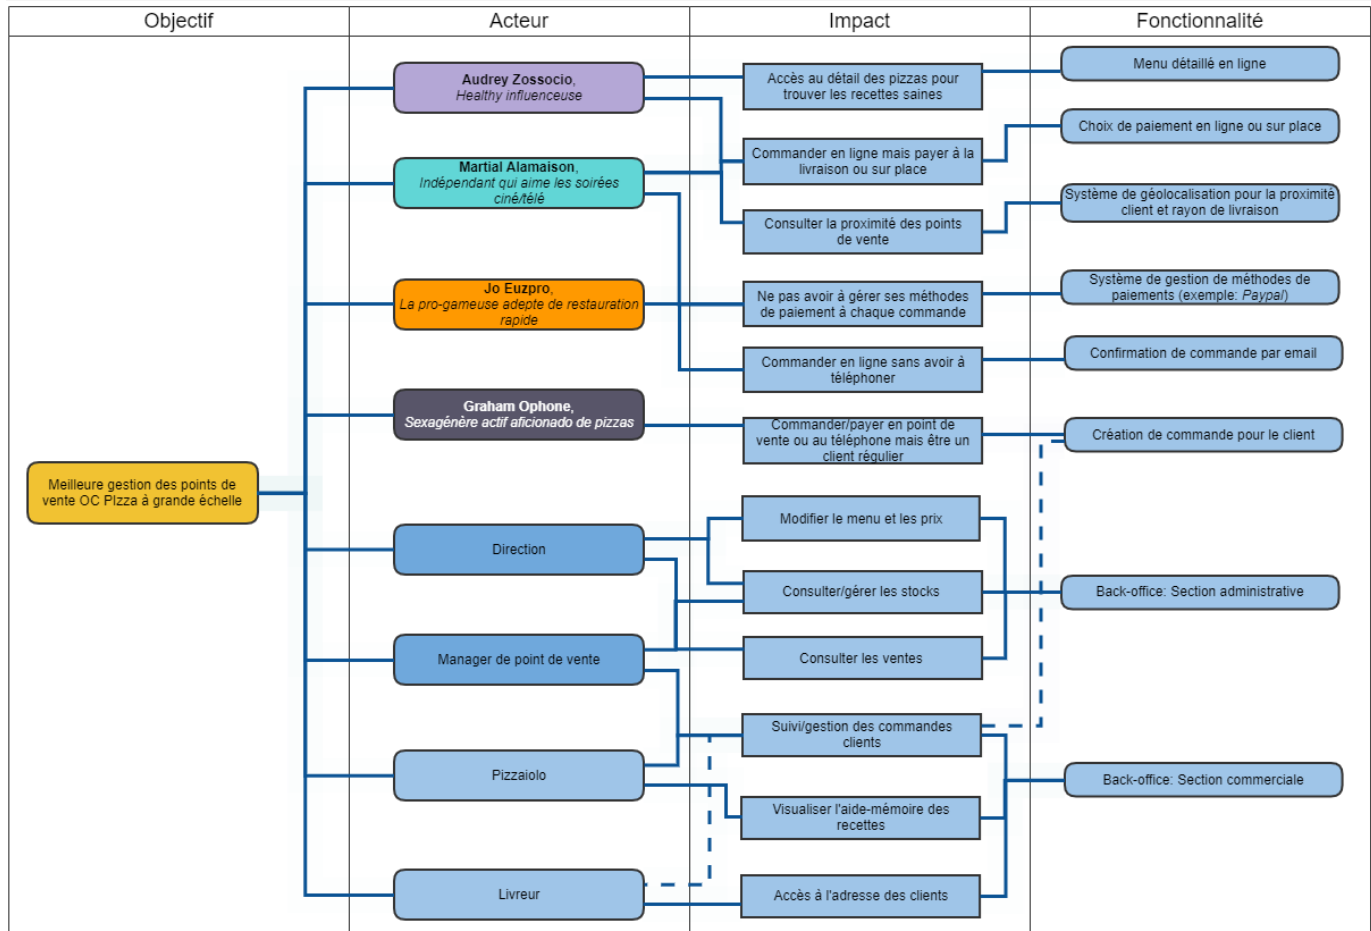 Objectif
Acteur
Impact
Fonctionnalité
Meilleure gestion des points de
vente OC PIzza à grande échelle
Audrey Zossocio,
Healthy influenceuse
Martial Alamaison,
Indépendant qui aime les soirées
ciné/télé
Jo Euzpro,
La pro-gameuse adepte de restauration
rapide
Graham Ophone,
Sexagénère actif aficionado de pizzas
Direction
Manager de point de vente
Pizzaiolo
Livreur
Accès au détail des pizzas pour
trouver les recettes saines
Commander en ligne mais payer à la
livraison ou sur place
Consulter la proximité des points
de vente
Ne pas avoir à gérer ses méthodes
de paiement à chaque commande
Commander en ligne sans avoir à
téléphoner
Commander/payer en point de
vente ou au téléphone mais être un
client régulier
Modifier le menu et les prix
Consulter/gérer les stocks
Consulter les ventes
Suivi/gestion des commandes
clients
Visualiser l'aide-mémoire des
recettes
Accès à l'adresse des clients
Menu détaillé en ligne
Choix de paiement en ligne ou sur place
Système de géolocalisation pour la proximité
client et rayon de livraison
Système de gestion de méthodes de
paiements (exemple: Paypal)
Confirmation de commande par email
Création de commande pour le client
Back-office: Section administrative
Back-office: Section commerciale